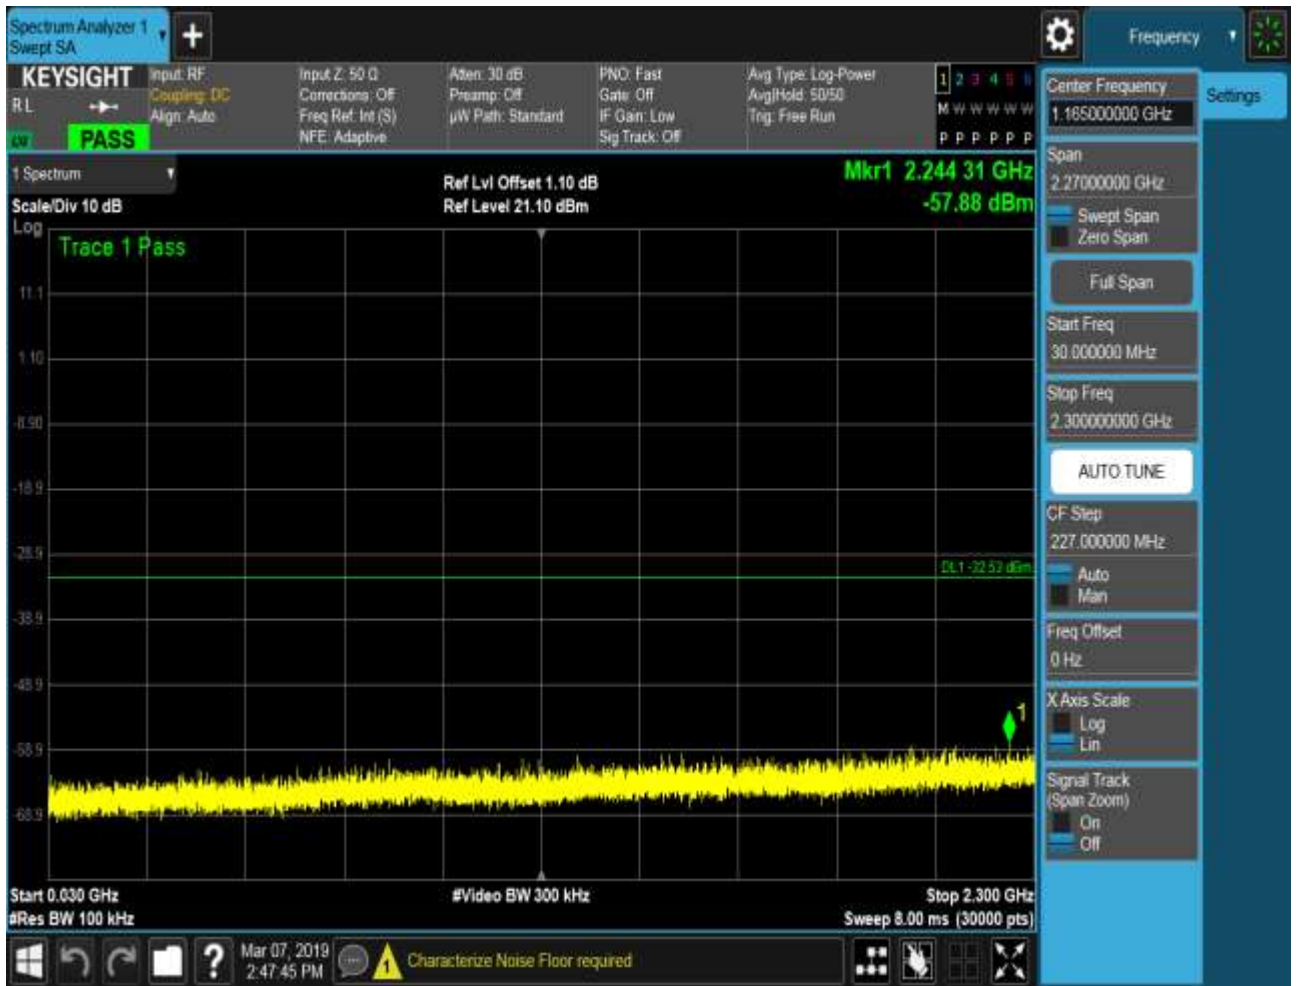 Spectrum Analyzer 1
Swept SA
+
Frequency
KEYSIGHT
R L
PASS
Input: RF
Coupling: DC
Align: Auto
Input Z: 50 Ω
Corrections: Off
Freq Ref: Int (S)
NFE: Adaptive
Atten: 30 dB
Preamp: Off
µW Path: Standard
PNO: Fast
Gate: Off
IF Gain: Low
Sig Track: Off
Avg Type: Log-Power
Avg|Hold: 50/50
Trig: Free Run
1 2 3 4 5 6
M W W W W W
P P P P P P
1 Spectrum
Scale/Div 10 dB
Log
Ref Lvl Offset 1.10 dB
Ref Level 21.10 dBm
Mkr1 2.244 31 GHz
-57.88 dBm
Trace 1 Pass
11.1
1.10
-8.90
-18.9
-28.9
DL1 -32.53 dBm
-38.9
-48.9
1
-58.9
-68.9
Start 0.030 GHz
#Video BW 300 kHz
Stop 2.300 GHz
#Res BW 100 kHz
Sweep 8.00 ms (30000 pts)
Center Frequency
1.165000000 GHz
Settings
Span
2.27000000 GHz
Swept Span
Zero Span
Full Span
Start Freq
30.000000 MHz
Stop Freq
2.300000000 GHz
AUTO TUNE
CF Step
227.000000 MHz
Auto
Man
Freq Offset
0 Hz
X Axis Scale
Log
Lin
Signal Track
(Span Zoom)
On
Off
?
Mar 07, 2019
2:47:45 PM
1
Characterize Noise Floor required